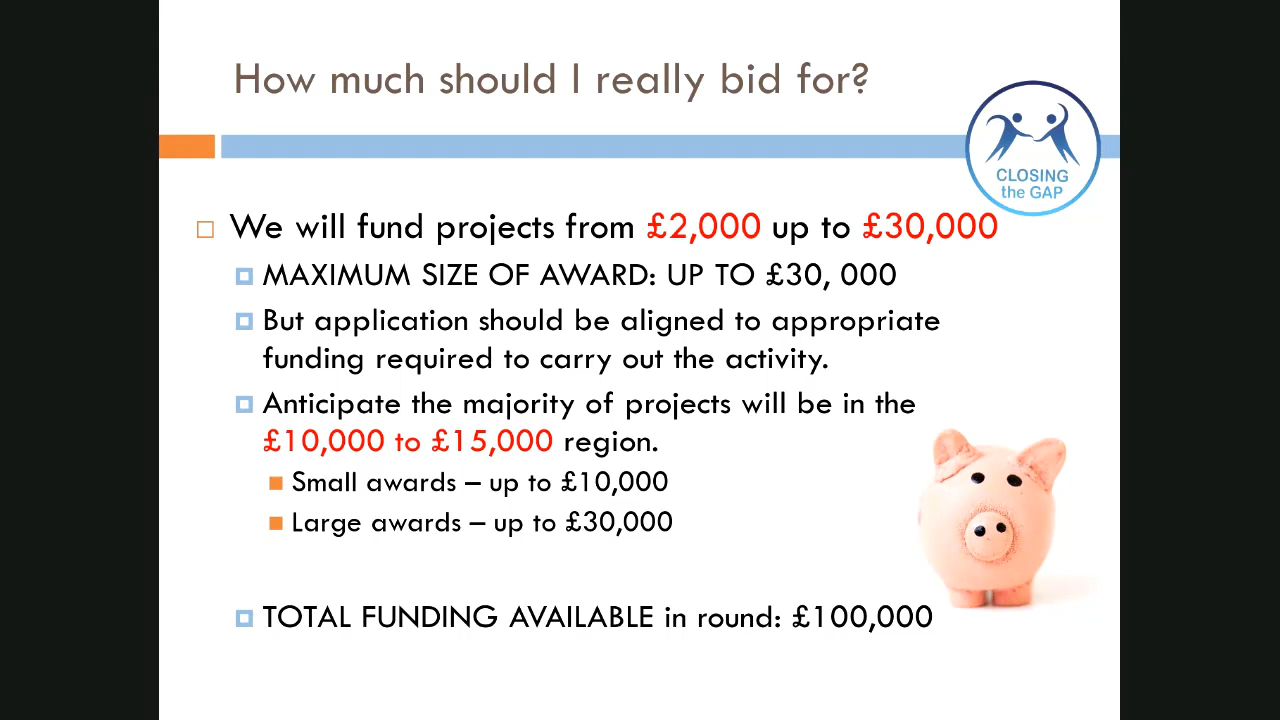 How much should I really bid for?
CLOSING
the GAP
We will fund projects from £2,000 up to £30,000
MAXIMUM SIZE OF AWARD: UP TO £30, 000
But application should be aligned to appropriate
funding required to carry out the activity.
Anticipate the majority of projects will be in the
£10,000 to £15,000 region.
Small awards – up to £10,000
Large awards – up to £30,000
TOTAL FUNDING AVAILABLE in round: £100,000